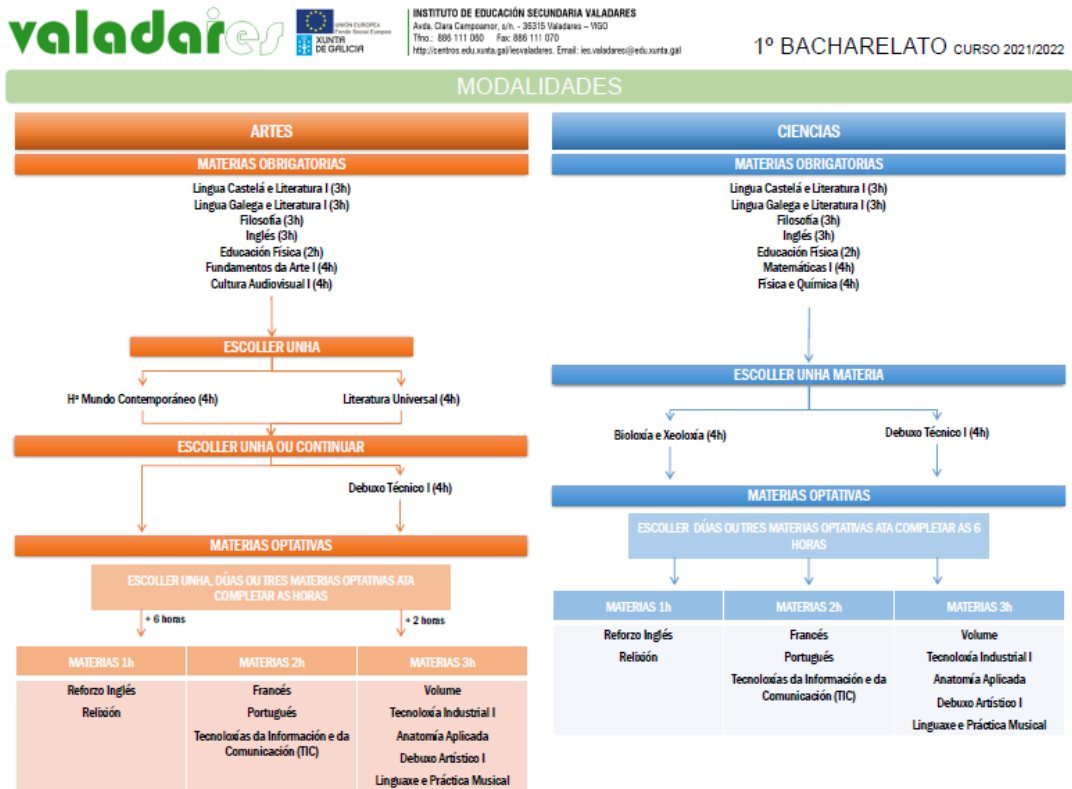 valadares
UNIÓN EUROPEA
Fondo Social Europeo
XUNTA
DE GALICIA
INSTITUTO DE EDUCACIÓN SECUNDARIA VALADARES
Avda. Clara Campoamor, s/n. - 36315 Valadares – VIGO
Tfno.: 886 111 060 Fax: 886 111 070
http://centros.edu.xunta.gal/iesvaladares. Email: ies.valadares@edu.xunta.gal
1º BACHARELATO CURSO 2021/2022
MODALIDADES
ARTES
MATERIAS OBRIGATORIAS
Lingua Castelá e Literatura I (3h)
Lingua Galega e Literatura I (3h)
Filosofía (3h)
Inglés (3h)
Educación Física (2h)
Fundamentos da Arte I (4h)
Cultura Audiovisual I (4h)
ESCOLLER UNHA
Hª Mundo Contemporáneo (4h)
Literatura Universal (4h)
ESCOLLER UNHA OU CONTINUAR
Debuxo Técnico I (4h)
MATERIAS OPTATIVAS
ESCOLLER UNHA, DÚAS OU TRES MATERIAS OPTATIVAS ATA
COMPLETAR AS HORAS
+ 6 horas
+ 2 horas
MATERIAS 1h
Reforzo Inglés
Relixión
MATERIAS 2h
Francés
Portugués
Tecnoloxías da Información e da
Comunicación (TIC)
MATERIAS 3h
Volume
Tecnoloxía Industrial I
Anatomía Aplicada
Debuxo Artístico I
Linguaxe e Práctica Musical
CIENCIAS
MATERIAS OBRIGATORIAS
Lingua Castelá e Literatura I (3h)
Lingua Galega e Literatura I (3h)
Filosofía (3h)
Inglés (3h)
Educación Física (2h)
Matemáticas I (4h)
Física e Química (4h)
ESCOLLER UNHA MATERIA
Bioloxía e Xeoloxía (4h)
Debuxo Técnico I (4h)
MATERIAS OPTATIVAS
ESCOLLER DÚAS OU TRES MATERIAS OPTATIVAS ATA COMPLETAR AS 6
HORAS
MATERIAS 1h
Reforzo Inglés
Relixión
MATERIAS 2h
Francés
Portugués
Tecnoloxías da Información e da
Comunicación (TIC)
MATERIAS 3h
Volume
Tecnoloxía Industrial I
Anatomía Aplicada
Debuxo Artístico I
Linguaxe e Práctica Musical